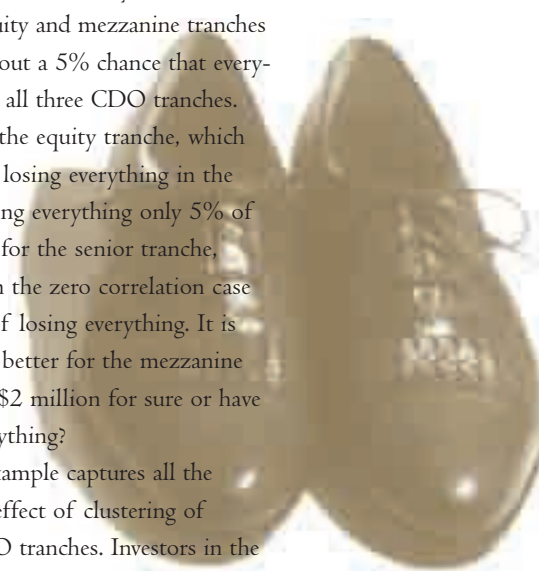 uity and mezzanine tranches
out a 5% chance that every-
all three CDO tranches.
the equity tranche, which
losing everything in the
ng everything only 5% of
for the senior tranche,
n the zero correlation case
f losing everything. It is
better for the mezzanine
$2 million for sure or have
ything?
ample captures all the
effect of clustering of
O tranches. Investors in the